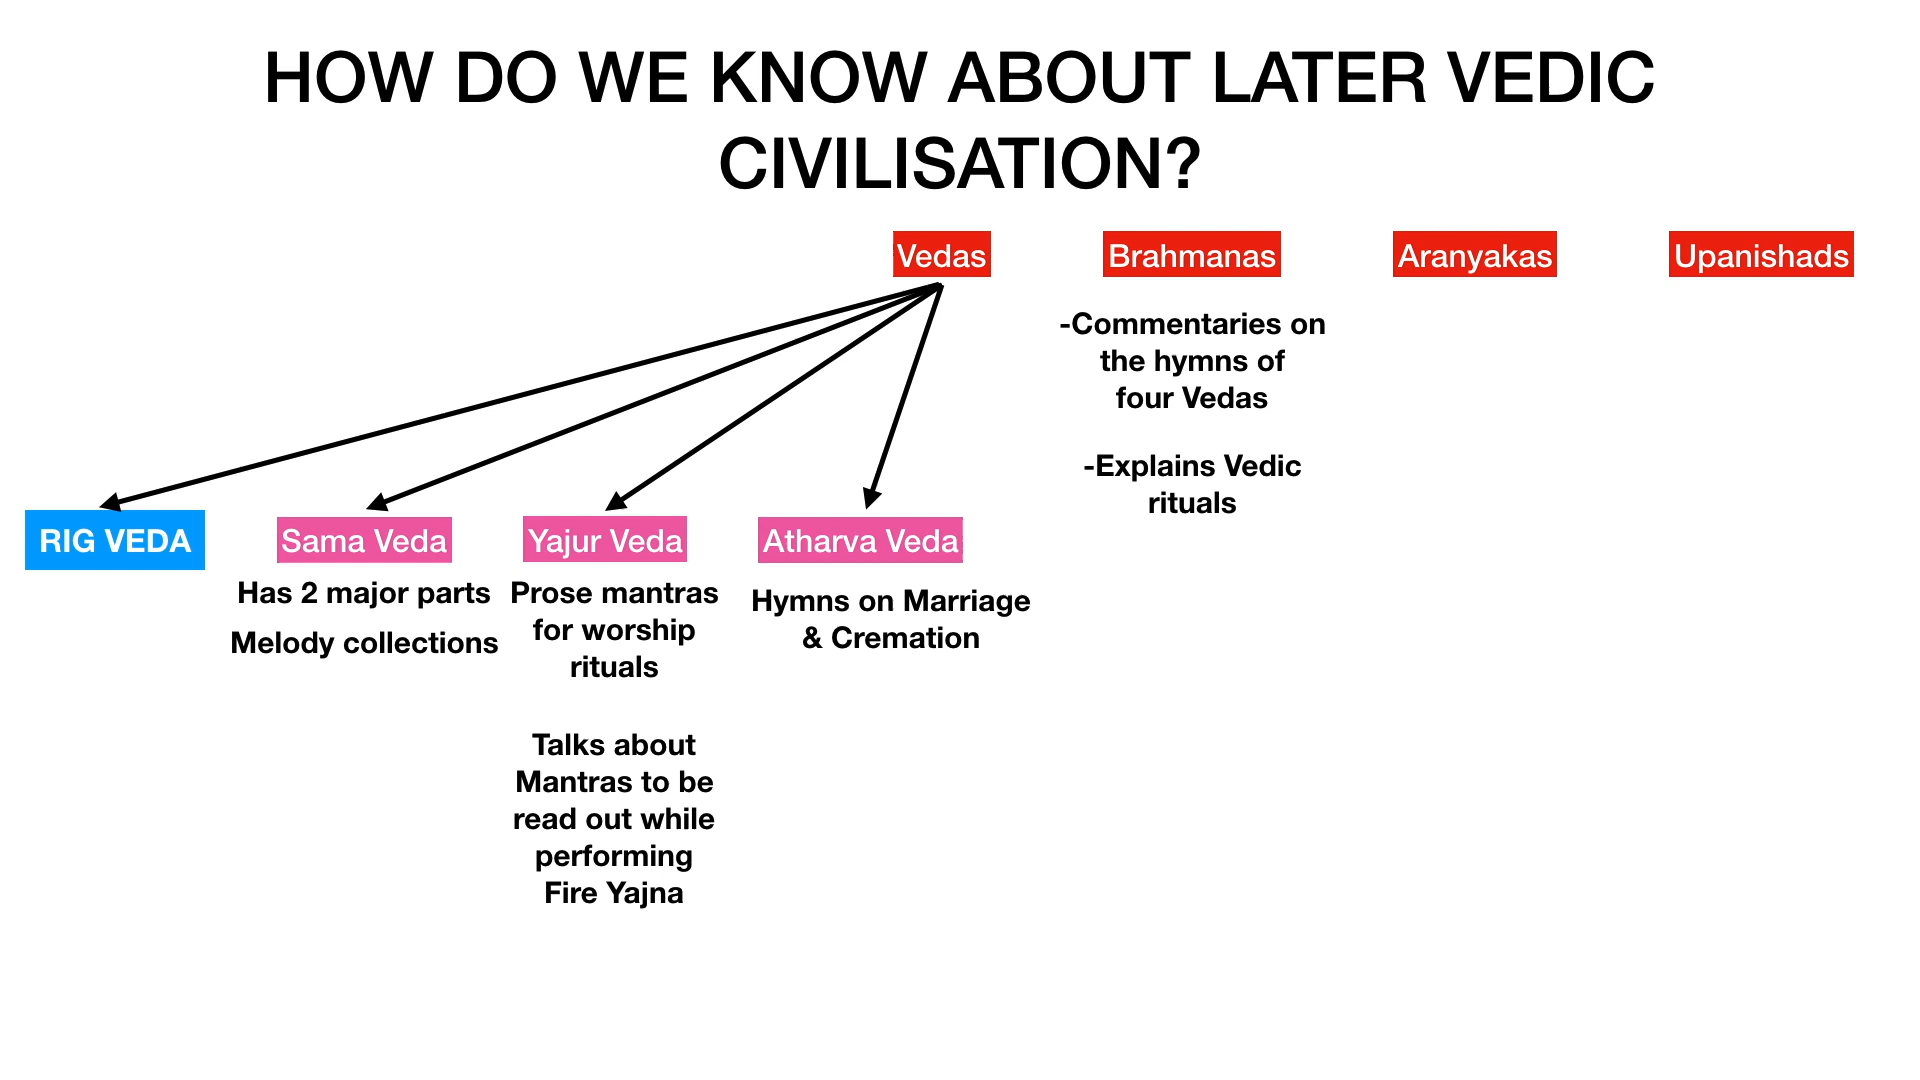 HOW DO WE KNOW ABOUT LATER VEDIC
CIVILISATION?
Vedas
Brahmanas
Aranyakas
Upanishads
-Commentaries on
the hymns of
four Vedas
-Explains Vedic
rituals
RIG VEDA
Sama Veda
Has 2 major parts
Melody collections
Yajur Veda
Prose mantras
for worship
rituals
Talks about
Mantras to be
read out while
performing
Fire Yajna
Atharva Veda
Hymns on Marriage
& Cremation